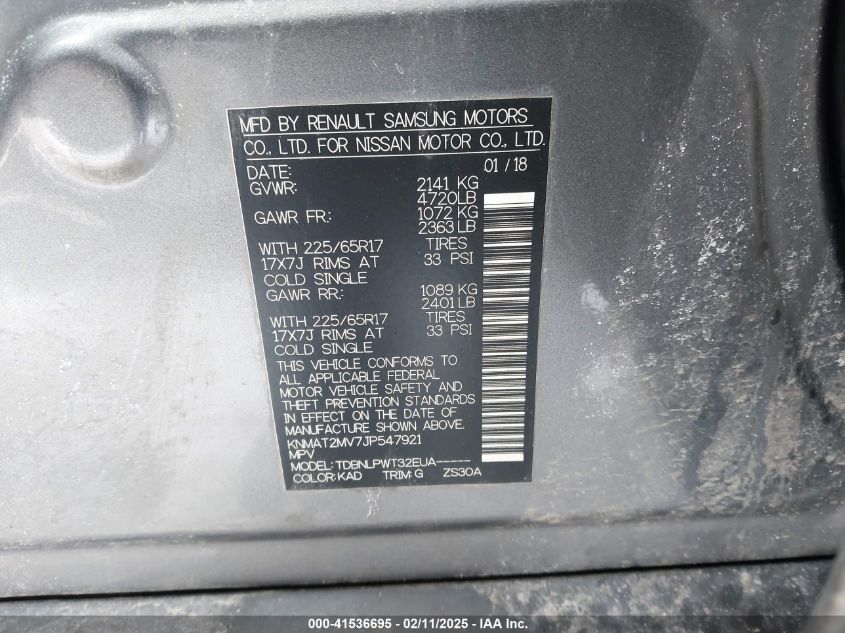 MFD BY RENAULT SAMSUNG MOTORS
CO., LTD. FOR NISSAN MOTOR CO., LTD.
DATE: 01/18
GVWR: 2141 KG
4720LB
GAWR FR.: 1072 KG
2363 LB
WITH 225/65R17 TIRES
17X7J RIMS AT 33 PSI
COLD SINGLE
GAWR RR.: 1089 KG
2401 LB
WITH 225/65R17 TIRES
17X7J RIMS AT 33 PSI
COLD SINGLE
THIS VEHICLE CONFORMS TO
ALL APPLICABLE FEDERAL
MOTOR VEHICLE SAFETY AND
THEFT PREVENTION STANDARDS
IN EFFECT ON THE DATE OF
MANUFACTURE SHOWN ABOVE.
KNMAT2MV7JP547921
MPV
MODEL: TDBNLPWT32EUA-----
COLOR: KAD TRIM: G ZS30A
000-41536695 - 02/11/2025 - © IAA, Inc.